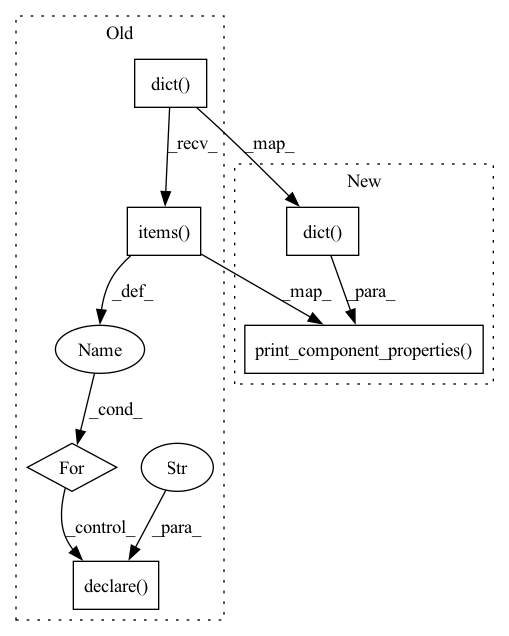 Old
dict()
_recv_
_map_
New
items()
dict()
_def_
_map_
_para_
Name
print_component_properties()
_cond_
For
Str
_control_
_para_
declare()